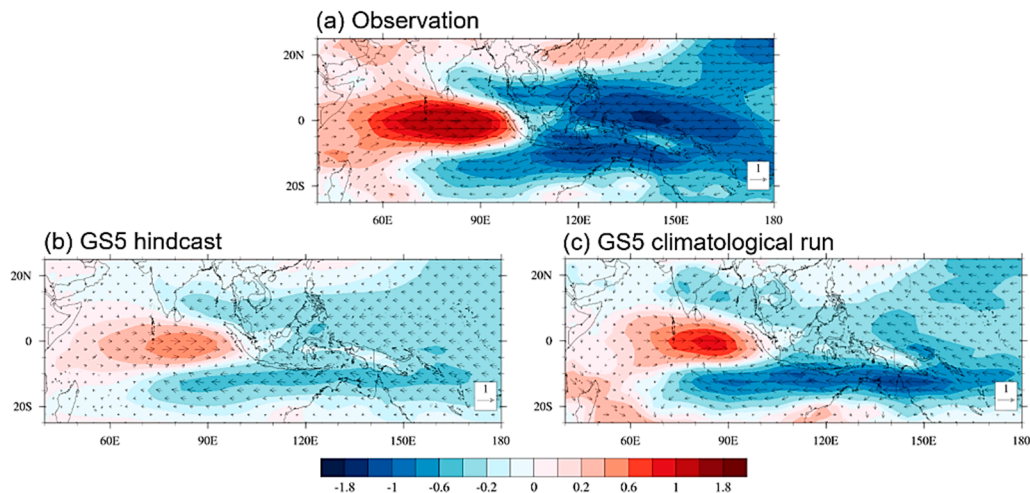 (a) Observation
20N
0
20S
60E 90E 120E 150E 180
1
(b) GS5 hindcast
(c) GS5 climatological run
20N
0
20S
60E 90E 120E 150E 180
1
20N
0
20S
60E 90E 120E 150E 180
1
-1.8 -1 -0.6 -0.2 0 0.2 0.6 1 1.8